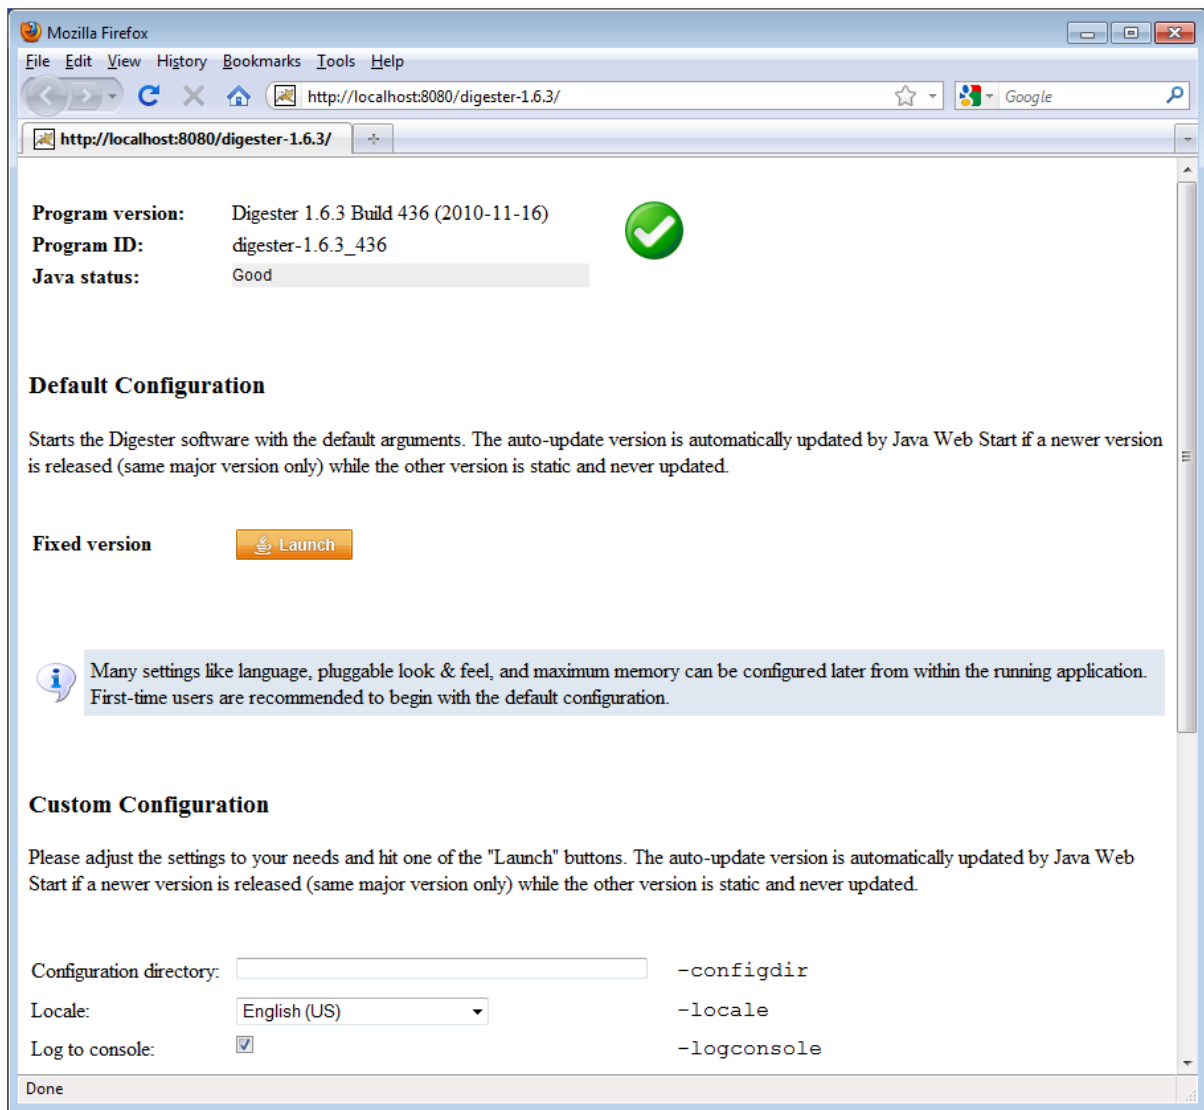 Mozilla Firefox
File Edit View History Bookmarks Tools Help
http://localhost:8080/digester-1.6.3/
Google
http://localhost:8080/digester-1.6.3/
Program version: Digester 1.6.3 Build 436 (2010-11-16)
Program ID: digester-1.6.3_436
Java status: Good
Default Configuration
Starts the Digester software with the default arguments. The auto-update version is automatically updated by Java Web Start if a newer version
is released (same major version only) while the other version is static and never updated.
Fixed version Launch
Many settings like language, pluggable look & feel, and maximum memory can be configured later from within the running application.
First-time users are recommended to begin with the default configuration.
Custom Configuration
Please adjust the settings to your needs and hit one of the "Launch" buttons. The auto-update version is automatically updated by Java Web
Start if a newer version is released (same major version only) while the other version is static and never updated.
Configuration directory: -configdir
Locale: English (US) -locale
Log to console: -logconsole
Done